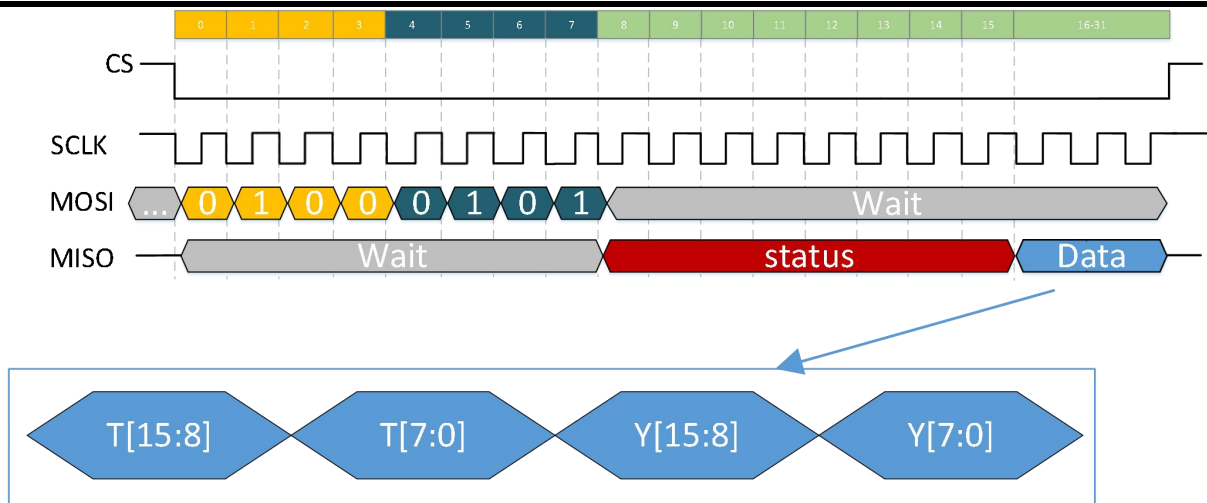 0 1 2 3 4 5 6 7 8 9 10 11 12 13 14 15 16-31
CS
SCLK
MOSI ... 0 1 0 0 0 1 0 1 Wait
MISO Wait status Data
T[15:8] T[7:0] Y[15:8] Y[7:0]